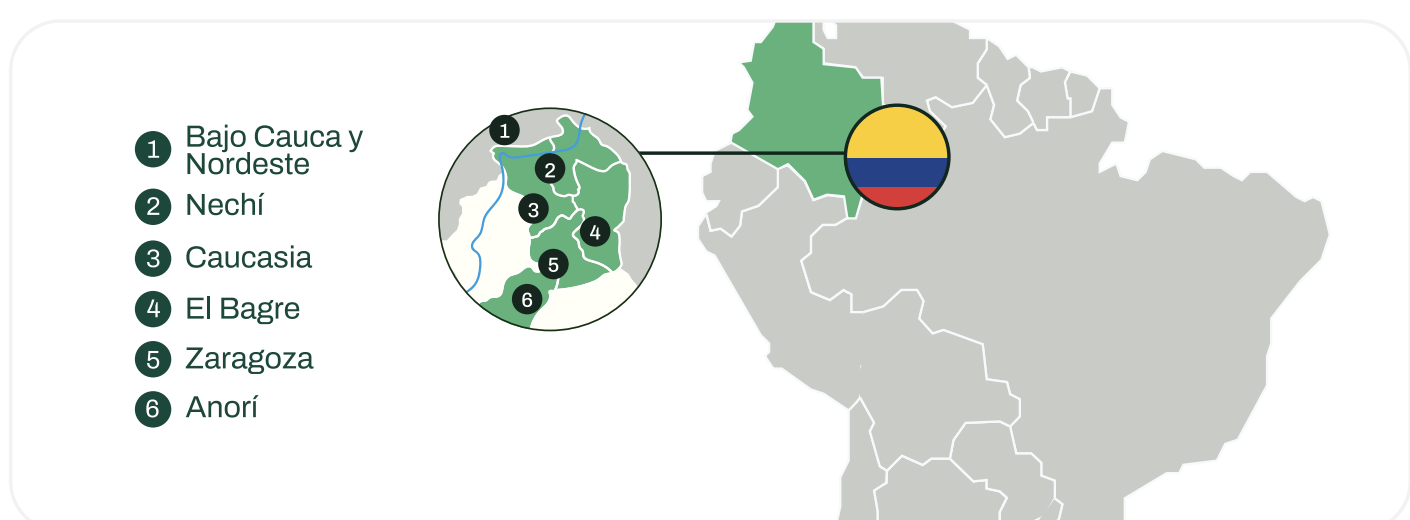 1 Bajo Cauca y
Nordeste
2 Nechí
3 Caucasia
4 El Bagre
5 Zaragoza
6 Anorí
1
2
3
4
5
6